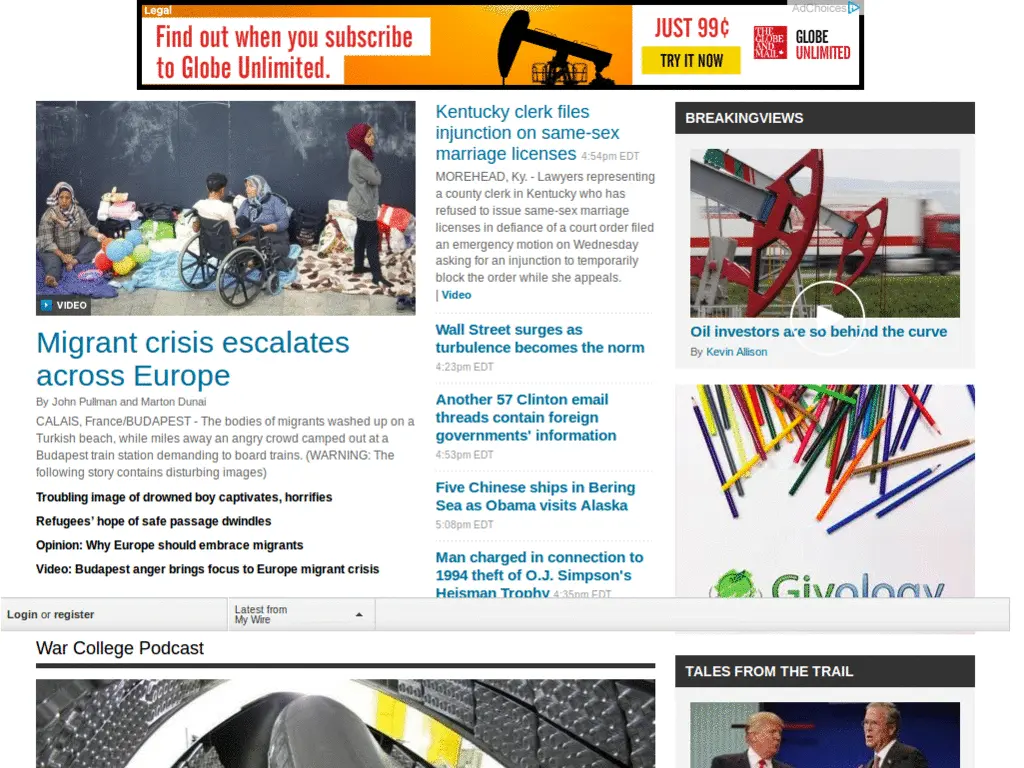 Legal
AdChoices
Find out when you subscribe
to Globe Unlimited.
JUST 99¢
TRY IT NOW
THE GLOBE AND MAIL
GLOBE
UNLIMITED
VIDEO
Migrant crisis escalates
across Europe
By John Pullman and Marton Dunai
CALAIS, France/BUDAPEST - The bodies of migrants washed up on a
Turkish beach, while miles away an angry crowd camped out at a
Budapest train station demanding to board trains. (WARNING: The
following story contains disturbing images)
Troubling image of drowned boy captivates, horrifies
Refugees' hope of safe passage dwindles
Opinion: Why Europe should embrace migrants
Video: Budapest anger brings focus to Europe migrant crisis
Kentucky clerk files
injunction on same-sex
marriage licenses 4:54pm EDT
MOREHEAD, Ky. - Lawyers representing
a county clerk in Kentucky who has
refused to issue same-sex marriage
licenses in defiance of a court order filed
an emergency motion on Wednesday
asking for an injunction to temporarily
block the order while she appeals.
| Video
Wall Street surges as
turbulence becomes the norm
4:23pm EDT
Another 57 Clinton email
threads contain foreign
governments' information
4:53pm EDT
Five Chinese ships in Bering
Sea as Obama visits Alaska
5:08pm EDT
Man charged in connection to
1994 theft of O.J. Simpson's
Heisman Trophy 4:35pm EDT
BREAKINGVIEWS
Oil investors are so behind the curve
By Kevin Allison
Givology
Login or register
Latest from
My Wire
War College Podcast
TALES FROM THE TRAIL